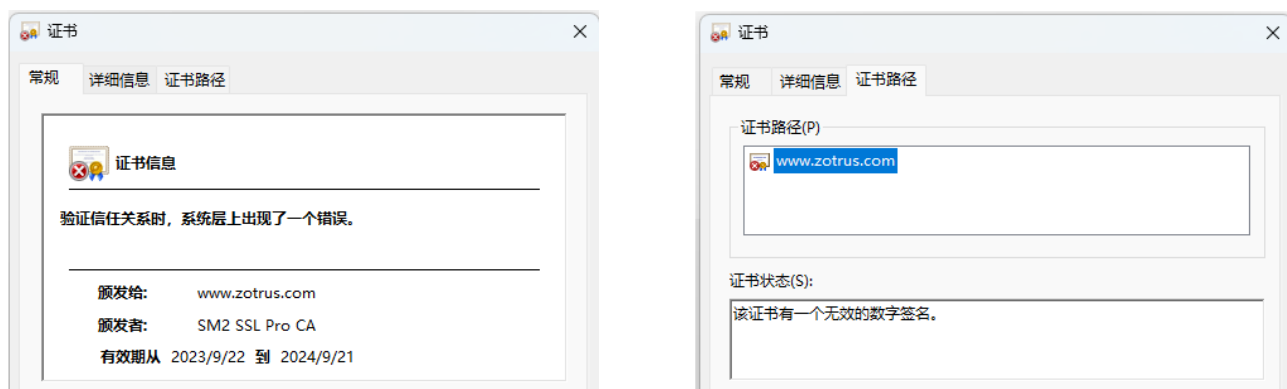 证书
常规 详细信息 证书路径
证书信息
验证信任关系时，系统层上出现了一个错误。
颁发给: www.zotrus.com
颁发者: SM2 SSL Pro CA
有效期从 2023/9/22 到 2024/9/21
证书
常规 详细信息 证书路径
证书路径(P)
www.zotrus.com
证书状态(S):
该证书有一个无效的数字签名。